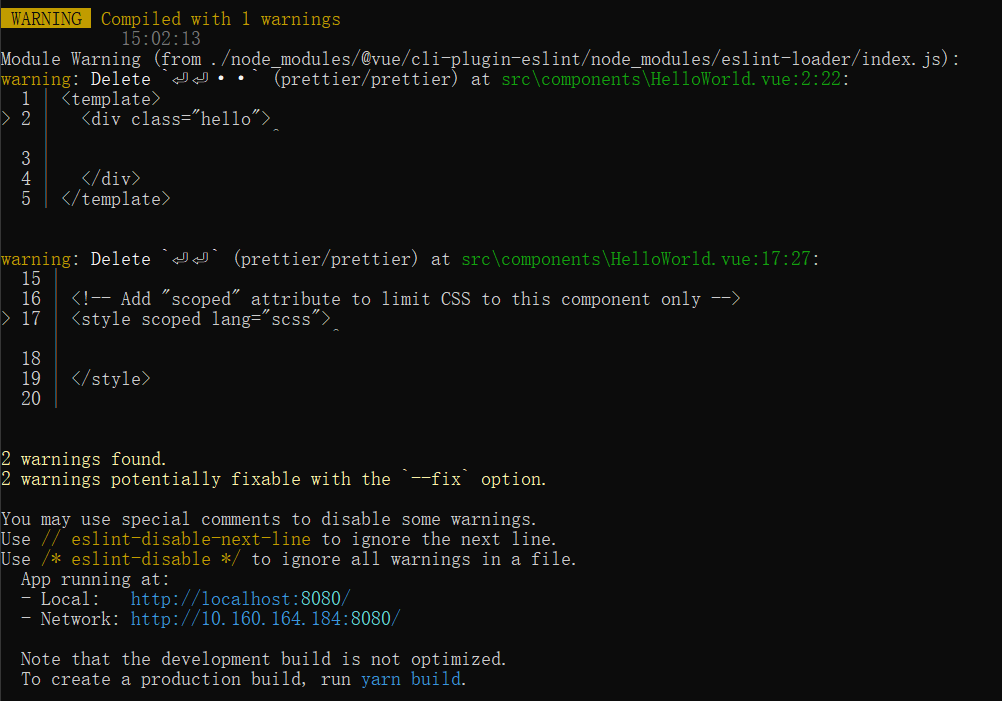 WARNING Compiled with 1 warnings
15:02:13
Module Warning (from ./node_modules/@vue/cli-plugin-eslint/node_modules/eslint-loader/index.js):
warning: Delete `⏎⏎··` (prettier/prettier) at src\components\HelloWorld.vue:2:22:
1 | <template>
> 2 | <div class="hello">
3 |
4 | </div>
5 | </template>
warning: Delete `⏎⏎` (prettier/prettier) at src\components\HelloWorld.vue:17:27:
15 |
16 | <!-- Add "scoped" attribute to limit CSS to this component only -->
> 17 | <style scoped lang="scss">
18 |
19 | </style>
20 |
2 warnings found.
2 warnings potentially fixable with the `--fix` option.
You may use special comments to disable some warnings.
Use // eslint-disable-next-line to ignore the next line.
Use /* eslint-disable */ to ignore all warnings in a file.
App running at:
- Local: http://localhost:8080/
- Network: http://10.160.164.184:8080/
Note that the development build is not optimized.
To create a production build, run yarn build.